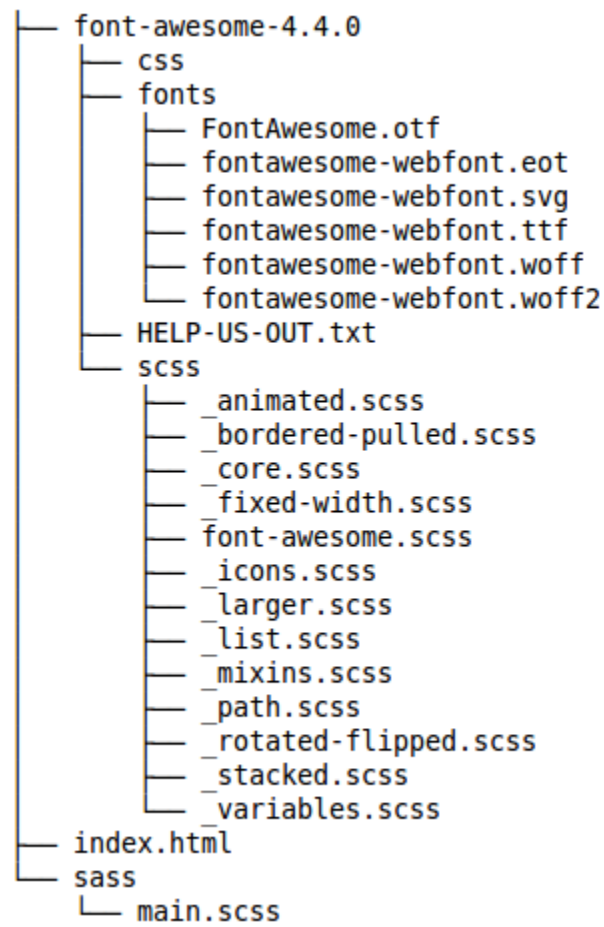 ├── font-awesome-4.4.0
│   ├── css
│   ├── fonts
│   │   ├── FontAwesome.otf
│   │   ├── fontawesome-webfont.eot
│   │   ├── fontawesome-webfont.svg
│   │   ├── fontawesome-webfont.ttf
│   │   ├── fontawesome-webfont.woff
│   │   └── fontawesome-webfont.woff2
│   ├── HELP-US-OUT.txt
│   └── scss
│       ├── _animated.scss
│       ├── _bordered-pulled.scss
│       ├── _core.scss
│       ├── _fixed-width.scss
│       ├── font-awesome.scss
│       ├── _icons.scss
│       ├── _larger.scss
│       ├── _list.scss
│       ├── _mixins.scss
│       ├── _path.scss
│       ├── _rotated-flipped.scss
│       ├── _stacked.scss
│       └── _variables.scss
├── index.html
└── sass
    └── main.scss